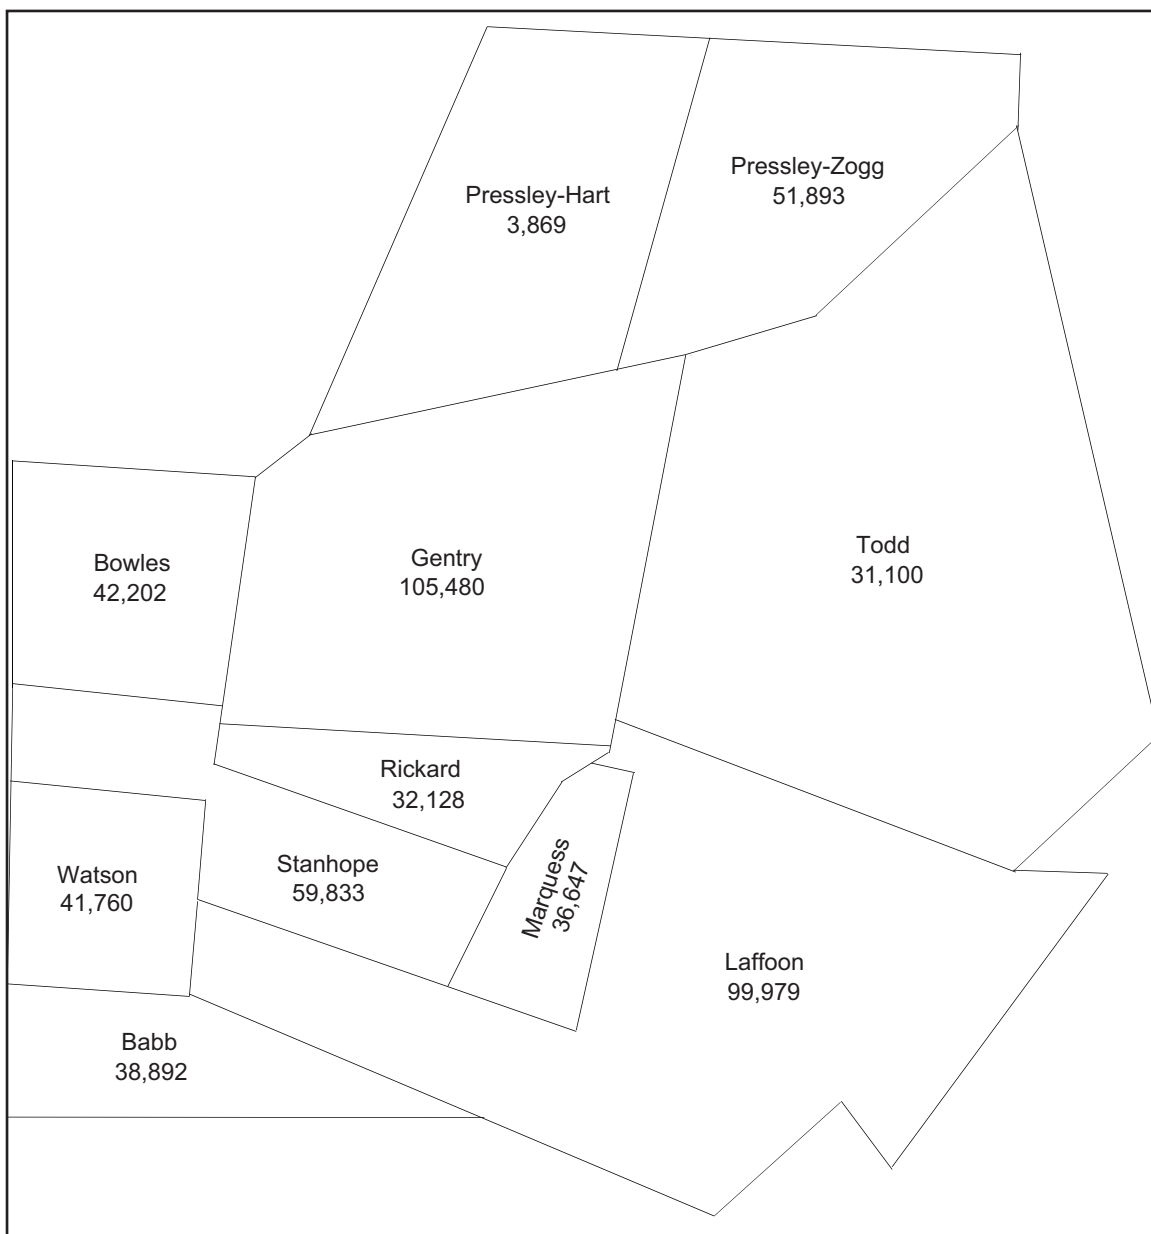 Pressley-Zogg
51,893
Pressley-Hart
3,869
Bowles
42,202
Gentry
105,480
Todd
31,100
Rickard
32,128
Watson
41,760
Stanhope
59,833
Marquess
36,647
Laffoon
99,979
Babb
38,892